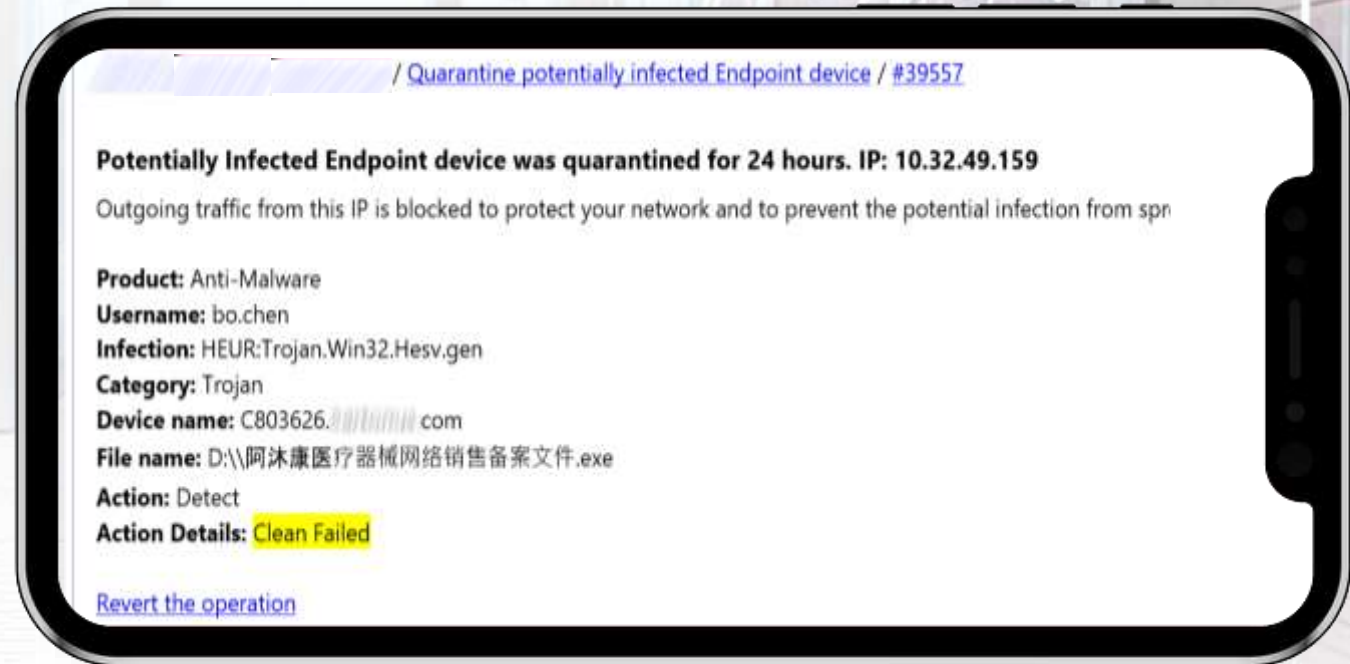 / Quarantine potentially infected Endpoint device / #39557
Potentially Infected Endpoint device was quarantined for 24 hours. IP: 10.32.49.159
Outgoing traffic from this IP is blocked to protect your network and to prevent the potential infection from spr
Product: Anti-Malware
Username: bo.chen
Infection: HEUR:Trojan.Win32.Hesv.gen
Category: Trojan
Device name: C803626. com
File name: D:\\阿沐康医疗器械网络销售备案文件.exe
Action: Detect
Action Details: Clean Failed
Revert the operation